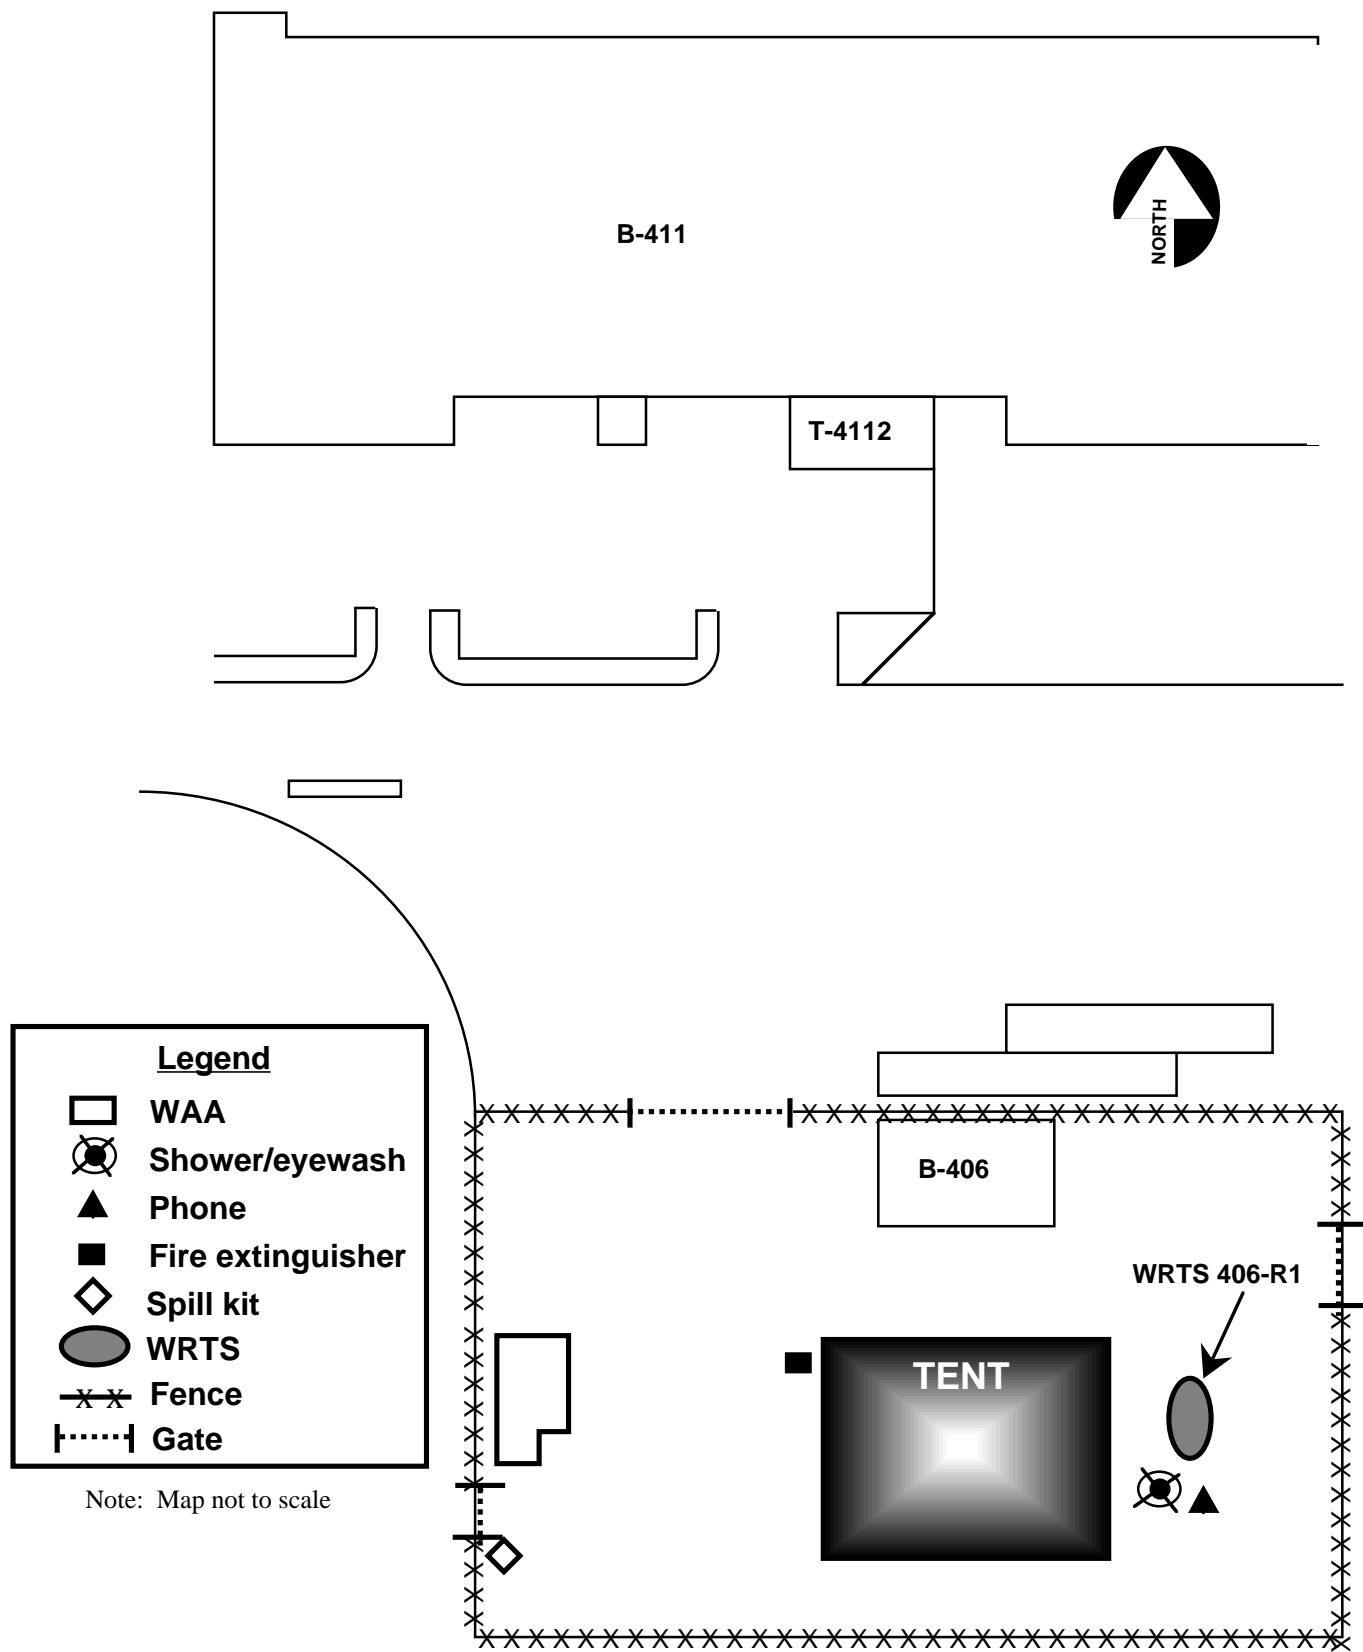 NORTH
B-411
T-4112
Legend
WAA
Shower/eyewash
Phone
Fire extinguisher
Spill kit
WRTS
x x Fence
Gate
Note: Map not to scale
B-406
WRTS 406-R1
TENT